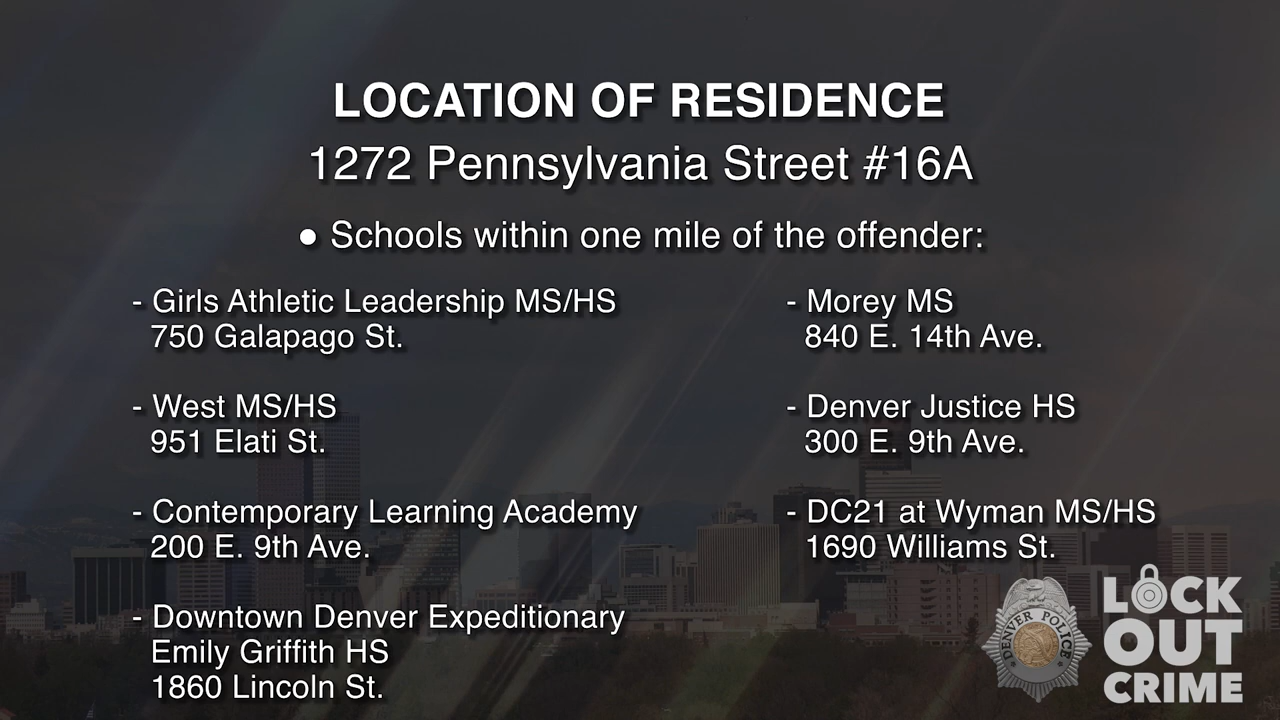 LOCATION OF RESIDENCE
1272 Pennsylvania Street #16A
● Schools within one mile of the offender:
- Girls Athletic Leadership MS/HS
750 Galapago St.
- West MS/HS
951 Elati St.
- Contemporary Learning Academy
200 E. 9th Ave.
- Downtown Denver Expeditionary
Emily Griffith HS
1860 Lincoln St.
- Morey MS
840 E. 14th Ave.
- Denver Justice HS
300 E. 9th Ave.
- DC21 at Wyman MS/HS
1690 Williams St.
DENVER POLICE
LOCK
OUT
CRIME